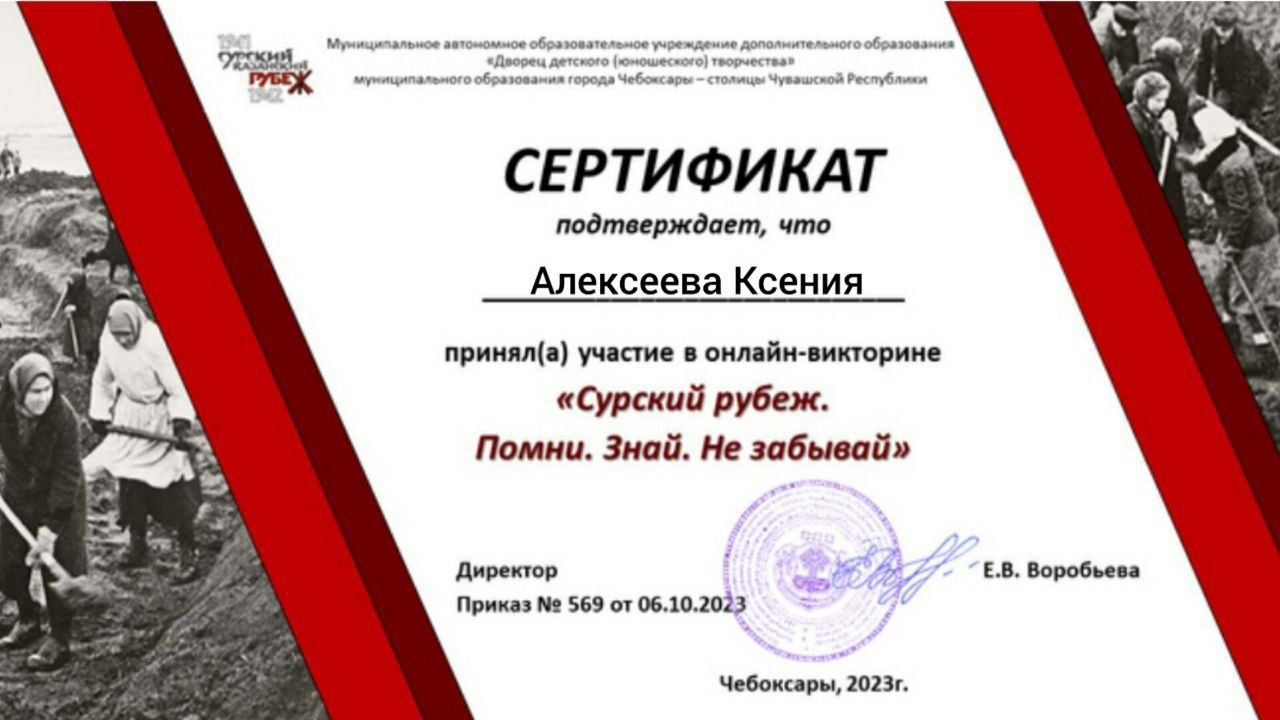 1941
СУРСКИЙ
КАЗАНСКИЙ
РУБЕЖ
1942
Муниципальное автономное образовательное учреждение дополнительного образования
«Дворец детского (юношеского) творчества»
муниципального образования города Чебоксары – столицы Чувашской Республики
СЕРТИФИКАТ
подтверждает, что
Алексеева Ксения
принял(а) участие в онлайн-викторине
«Сурский рубеж.
Помни. Знай. Не забывай»
Директор
Е.В. Воробьева
Приказ № 569 от 06.10.2023
Чебоксары, 2023г.